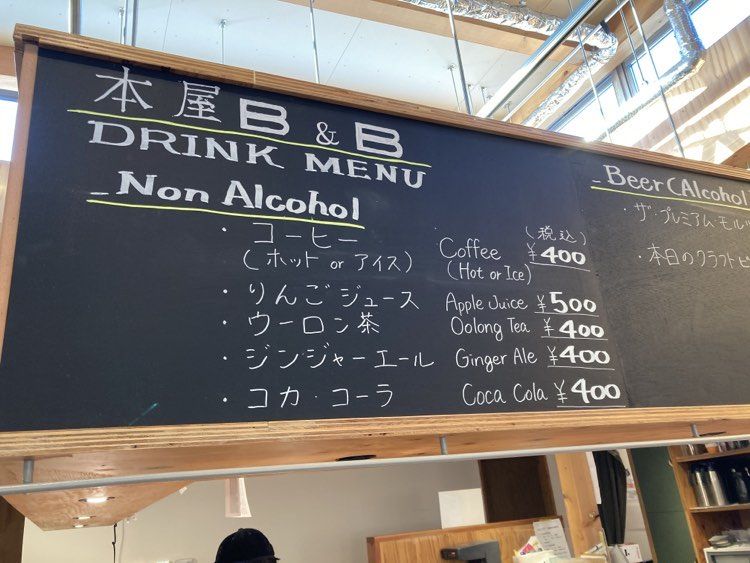 本屋 B & B
DRINK MENU
Non Alcohol
(税込)
・コーヒー Coffee ¥400
(ホット or アイス) (Hot or Ice)
・りんごジュース Apple Juice ¥500
・ウーロン茶 Oolong Tea ¥400
・ジンジャーエール Ginger Ale ¥400
・コカ・コーラ Coca Cola ¥400
Beer (Alcohol
・ザ・プレミアム・モルツ
・本日のクラフトビ